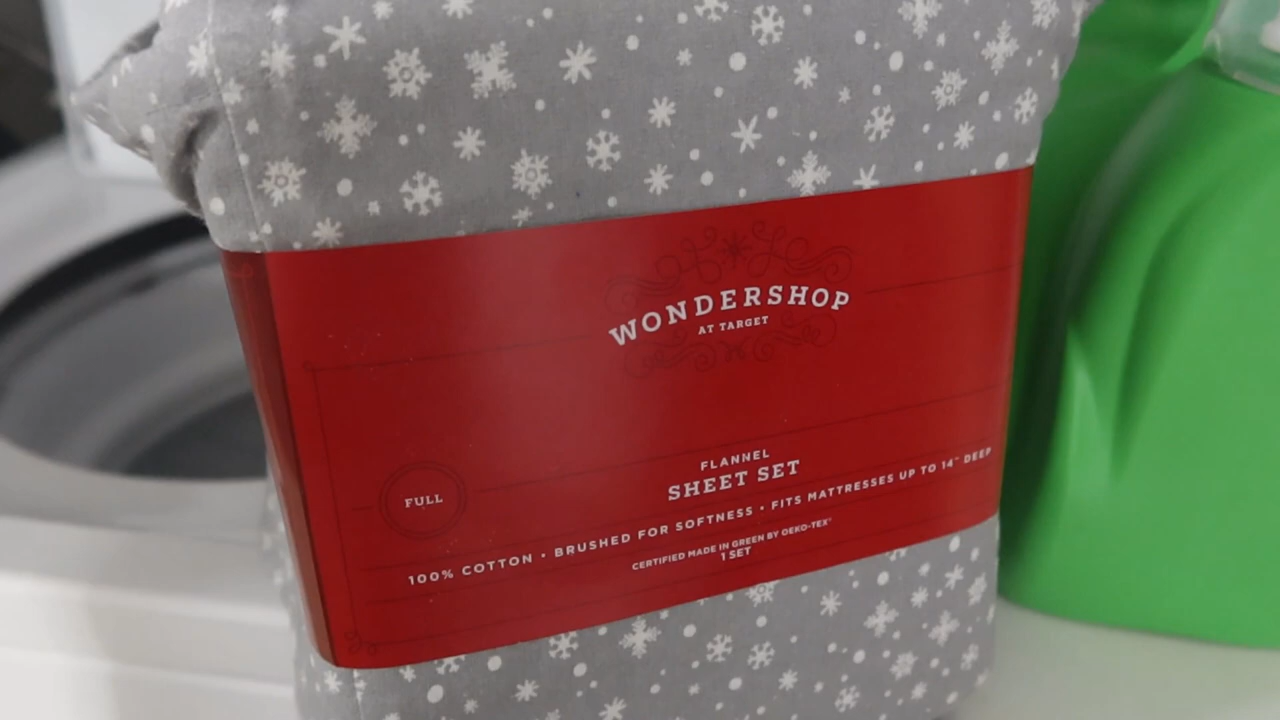 WONDERSHOP
AT TARGET
FLANNEL
SHEET SET
FULL
100% COTTON • BRUSHED FOR SOFTNESS • FITS MATTRESSES UP TO 14" DEEP
CERTIFIED MADE IN GREEN BY OEKO-TEX®
1 SET